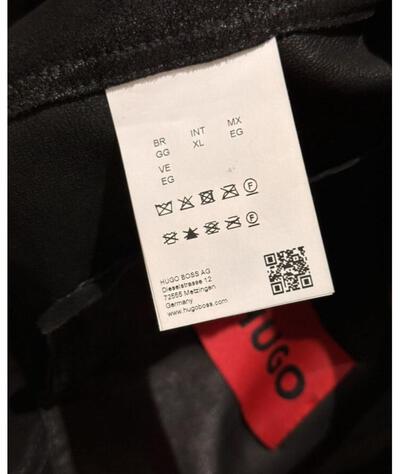 BR INT MX
GG XL EG
VE
EG
F
F
HUGO BOSS AG
Dieselstrasse 12
72555 Metzingen
Germany
www.hugoboss.com
HUGO